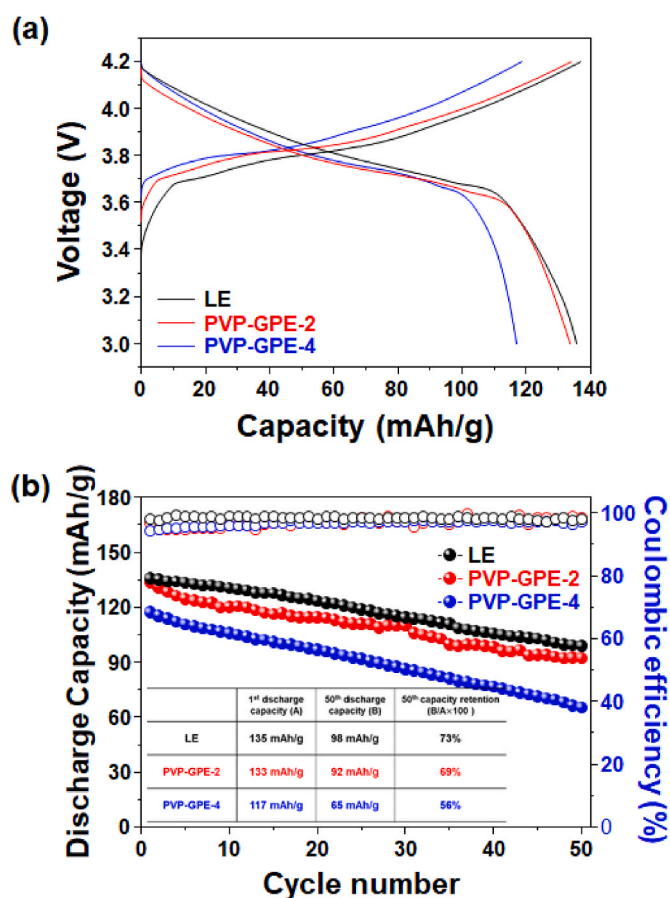 (a)
4.2
4.0
3.8
3.6
3.4
3.2
3.0
Voltage (V)
LE
PVP-GPE-2
PVP-GPE-4
0 20 40 60 80 100 120 140
Capacity (mAh/g)
(b)
180
150
120
90
60
30
0
Discharge Capacity (mAh/g)
100
80
60
40
20
0
Coulombic efficiency (%)
LE
PVP-GPE-2
PVP-GPE-4
1st discharge capacity (A) 50th discharge capacity (B) 50th capacity retention (B/A×100 )
LE 135 mAh/g 98 mAh/g 73%
PVP-GPE-2 133 mAh/g 92 mAh/g 69%
PVP-GPE-4 117 mAh/g 65 mAh/g 56%
0 10 20 30 40 50
Cycle number